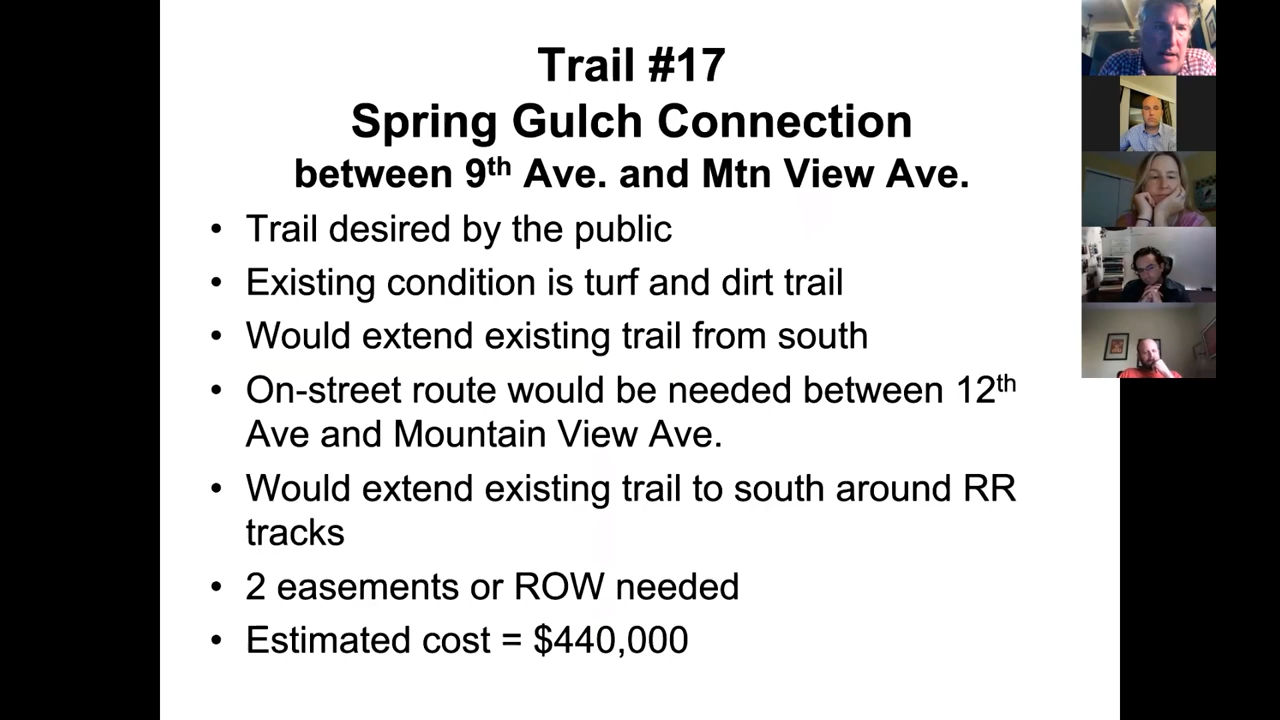 Trail #17
Spring Gulch Connection
between 9th Ave. and Mtn View Ave.
• Trail desired by the public
• Existing condition is turf and dirt trail
• Would extend existing trail from south
• On-street route would be needed between 12th
Ave and Mountain View Ave.
• Would extend existing trail to south around RR
tracks
• 2 easements or ROW needed
• Estimated cost = $440,000